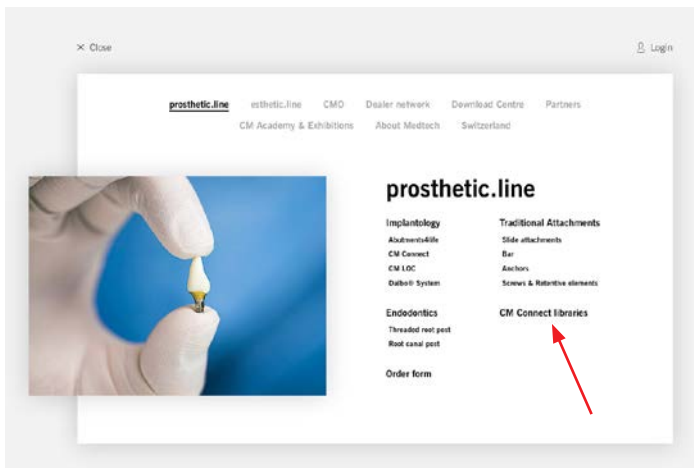 × Close
Login
prosthetic.line esthetic.line CMO Dealer network Download Centre Partners
CM Academy & Exhibitions About Medtech Switzerland
prosthetic.line
Implantology
Abutments4life
CM Connect
CM LOC
Dalbo® System
Traditional Attachments
Slide attachments
Bar
Anchors
Screws & Retentive elements
Endodontics
Threaded root post
Root canal post
CM Connect libraries
Order form